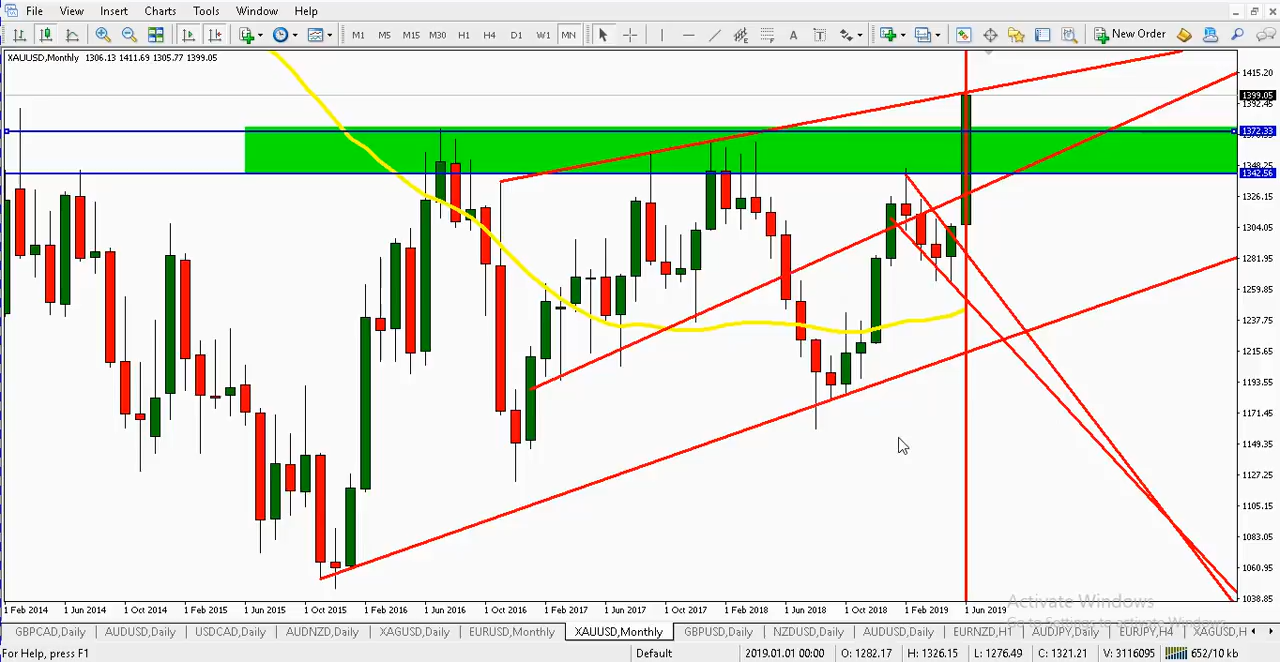 File View Insert Charts Tools Window Help
M1 M5 M15 M30 H1 H4 D1 W1 MN A T New Order
XAUUSD,Monthly 1306.13 1411.69 1305.77 1399.05
1415.20
1399.05
1392.45
1372.33
1348.25
1342.56
1326.15
1304.05
1281.95
1259.85
1237.75
1215.65
1193.55
1171.45
1149.35
1127.25
1105.15
1083.05
1060.95
1038.85
1 Feb 2014 1 Jun 2014 1 Oct 2014 1 Feb 2015 1 Jun 2015 1 Oct 2015 1 Feb 2016 1 Jun 2016 1 Oct 2016 1 Feb 2017 1 Jun 2017 1 Oct 2017 1 Feb 2018 1 Jun 2018 1 Oct 2018 1 Feb 2019 1 Jun 2019
Activate Windows
Go to Settings to activate Windows.
GBPCAD,Daily AUDUSD,Daily USDCAD,Daily AUDNZD,Daily XAGUSD,Daily EURUSD,Monthly XAUUSD,Monthly GBPUSD,Daily NZDUSD,Daily AUDUSD,Daily EURNZD,H1 AUDJPY,Daily EURJPY,H4 XAGUSD,H
For Help, press F1 Default 2019.01.01 00:00 O: 1282.17 H: 1326.15 L: 1276.49 C: 1321.21 V: 3116095 652/10 kb